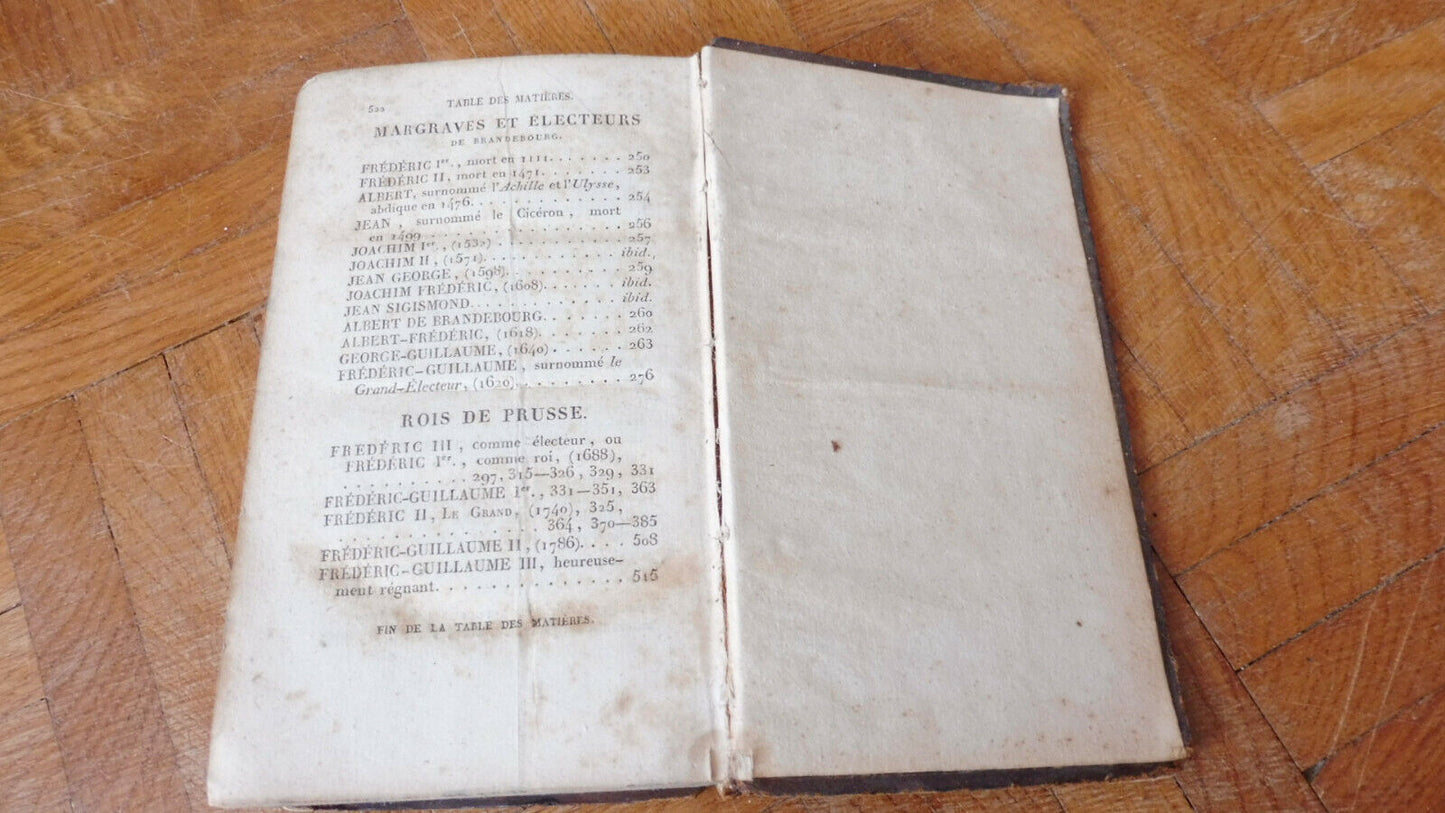 522 TABLE DES MATIÈRES.
MARGRAVES ET ÉLECTEURS
DE BRANDEBOURG.
FRÉDÉRIC Iᵉʳ., mort en 1111. . . . . . . 250
FRÉDÉRIC II, mort en 1471. . . . . . . 253
ALBERT, surnommé l'Achille et l'Ulysse,
abdique en 1476. . . . . . . . . . . 254
JEAN, surnommé le Cicéron, mort
en 1499. . . . . . . . . . . . . . . 256
JOACHIM Iᵉʳ., (1532) . . . . . . . . . . 257
JOACHIM II, (1571). . . . . . . . . . . ibid.
JEAN GEORGE, (1598). . . . . . . . . . 259
JOACHIM FRÉDÉRIC, (1608). . . . . . ibid.
JEAN SIGISMOND. . . . . . . . . . . . ibid.
ALBERT DE BRANDEBOURG. . . . . . . 260
ALBERT-FRÉDÉRIC, (1618). . . . . . . 262
GEORGE-GUILLAUME, (1640). . . . . . 263
FRÉDÉRIC-GUILLAUME, surnommé le
Grand-Électeur, (1620). . . . . . . . 276
ROIS DE PRUSSE.
FREDÉRIC III, comme électeur, ou
FRÉDÉRIC Iᵉʳ., comme roi, (1688),
. . . . . . . . . . 297, 315—326, 329, 331
FRÉDÉRIC-GUILLAUME Iᵉʳ., 331—351, 363
FRÉDÉRIC II, LE GRAND, (1740), 325,
. . . . . . . . . . . . . . . 364, 370—385
FRÉDÉRIC-GUILLAUME II, (1786). . . . 508
FRÉDÉRIC-GUILLAUME III, heureuse-
ment régnant. . . . . . . . . . . . . 515
FIN DE LA TABLE DES MATIÈRES.